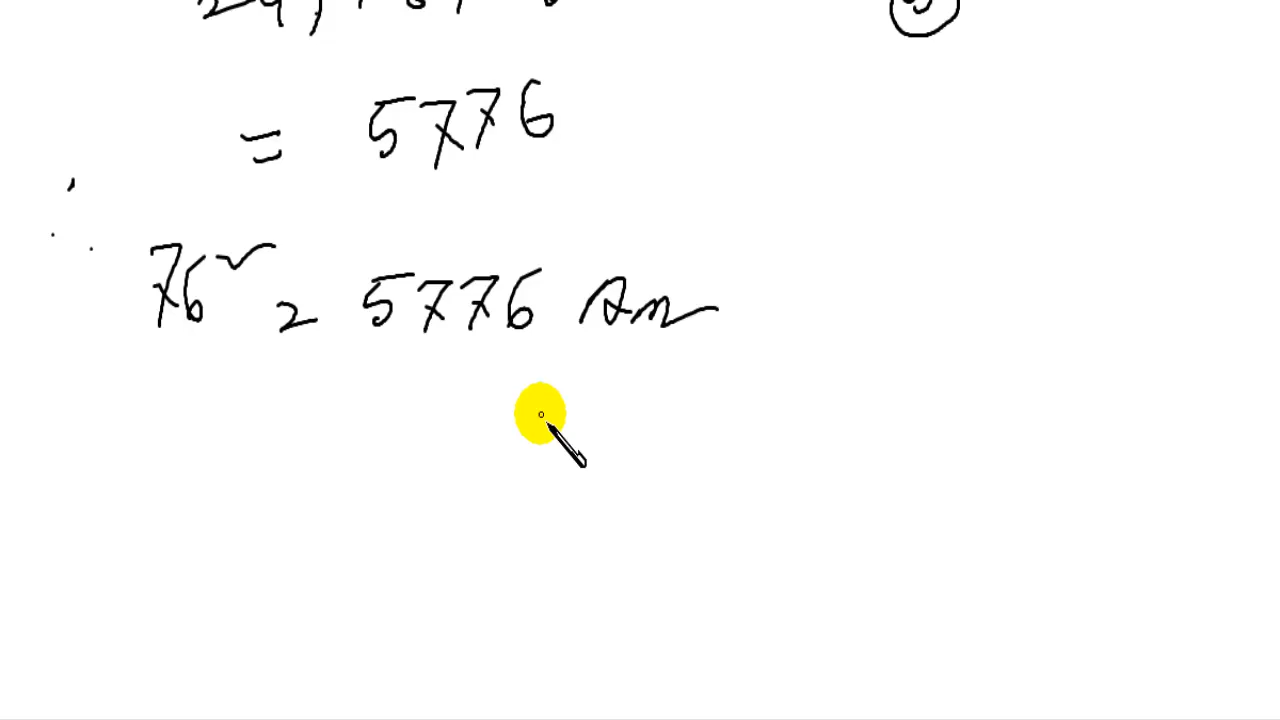 = 5776
∴ 76² = 5776 Ans